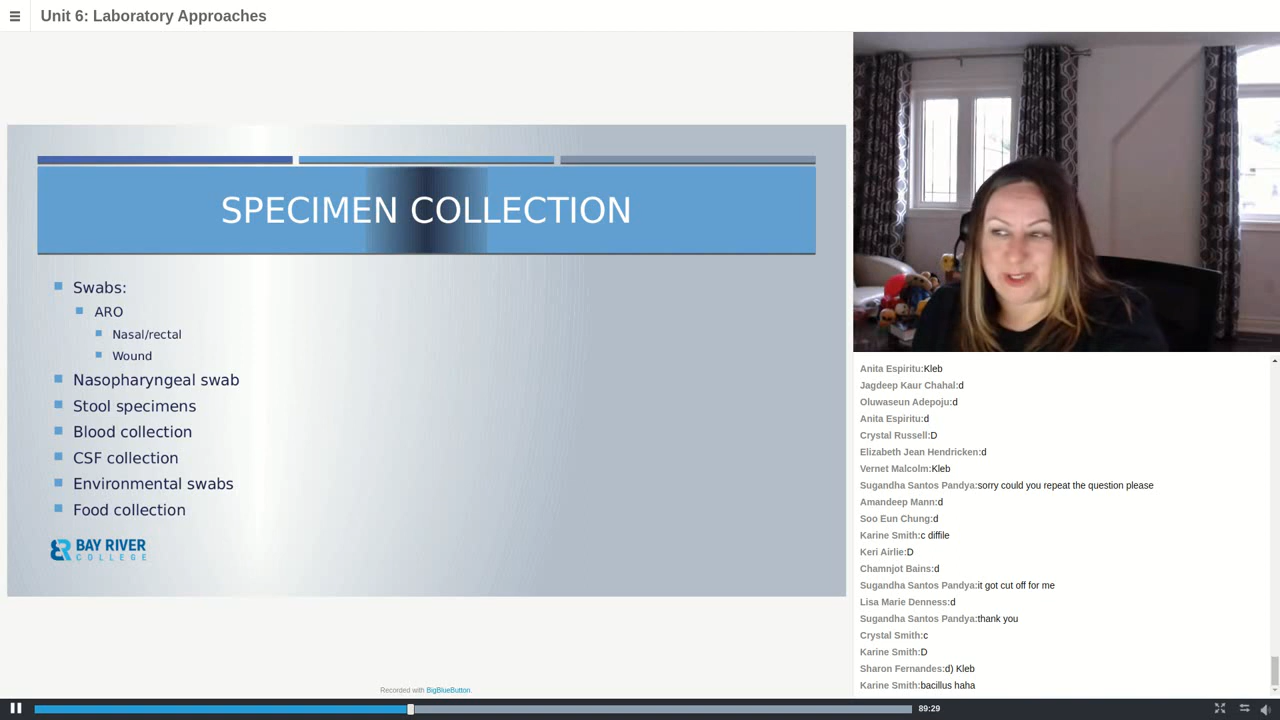 Unit 6: Laboratory Approaches
SPECIMEN COLLECTION
Swabs:
ARO
Nasal/rectal
Wound
Nasopharyngeal swab
Stool specimens
Blood collection
CSF collection
Environmental swabs
Food collection
BAY RIVER
COLLEGE
Anita Espiritu:Kleb
Jagdeep Kaur Chahal:d
Oluwaseun Adepoju:d
Anita Espiritu:d
Crystal Russell:D
Elizabeth Jean Hendricken:d
Vernet Malcolm:Kleb
Sugandha Santos Pandya:sorry could you repeat the question please
Amandeep Mann:d
Soo Eun Chung:d
Karine Smith:c diffile
Keri Airlie:D
Chamnjot Bains:d
Sugandha Santos Pandya:it got cut off for me
Lisa Marie Denness:d
Sugandha Santos Pandya:thank you
Crystal Smith:c
Karine Smith:D
Sharon Fernandes:d) Kleb
Karine Smith:bacillus haha
Recorded with BigBlueButton.
89:29